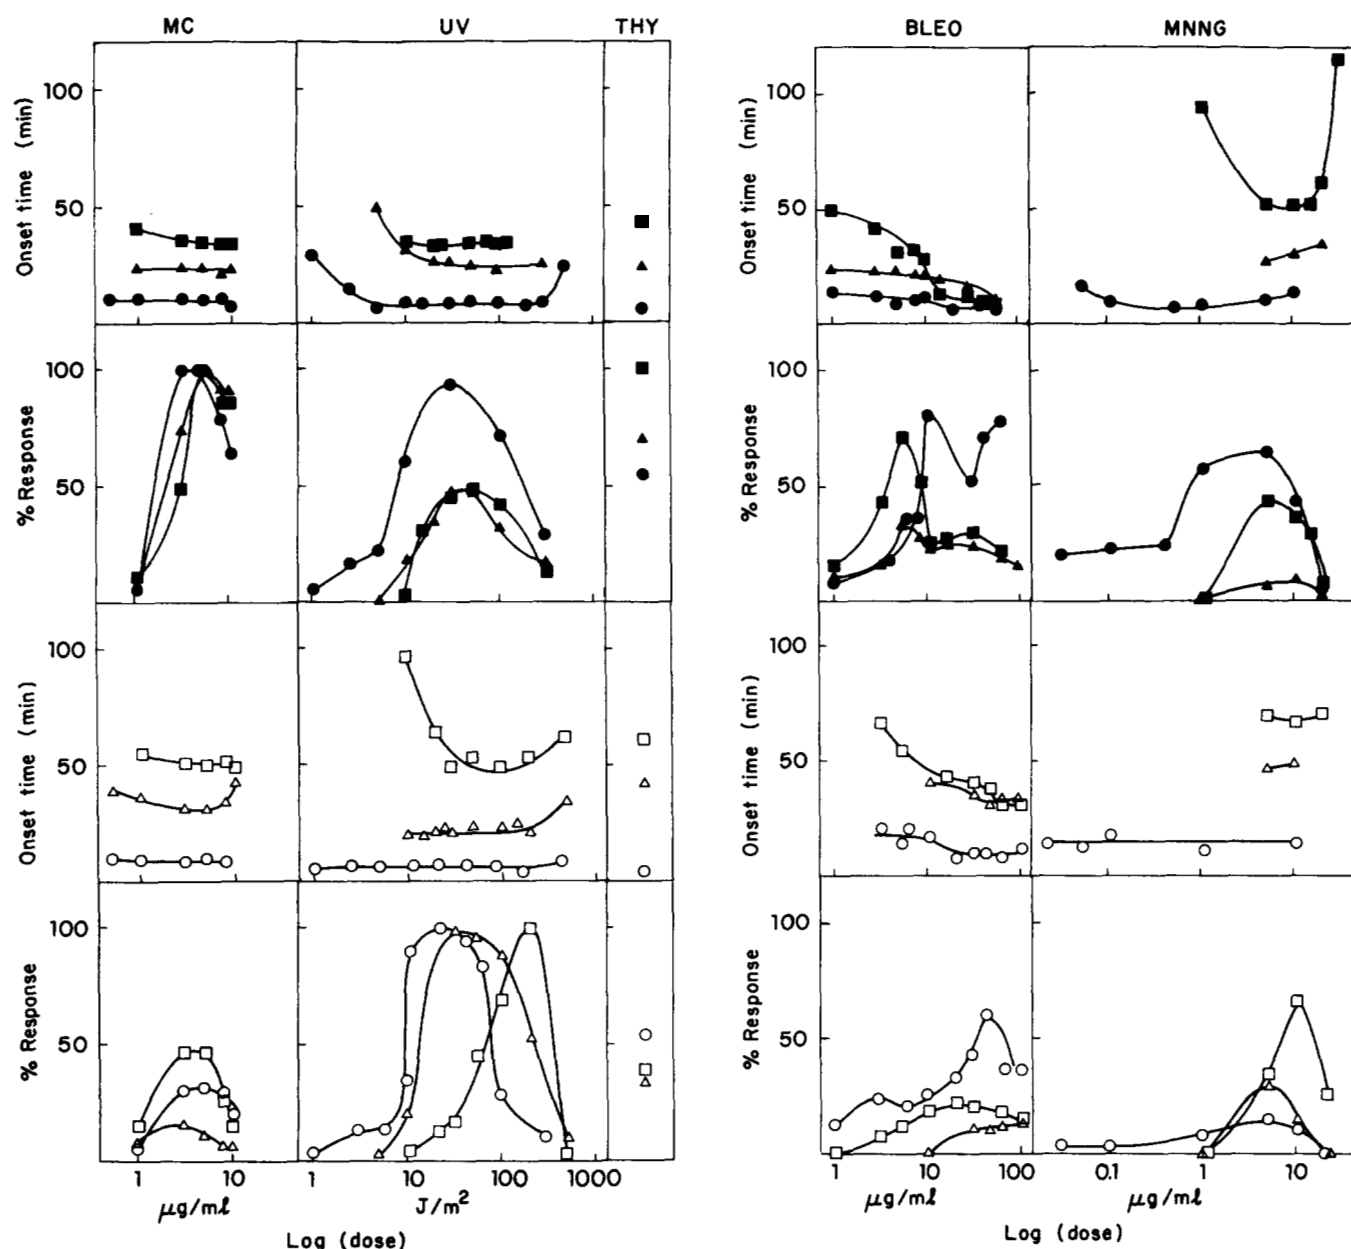 MC UV THY BLEO MNNG
100
50
Onset time (min)
100
50
% Response
100
50
Onset time (min)
100
50
% Response
1 10
µg/ml
1 10 100 1000
J/m²
Log (dose)
100
50
Onset time (min)
100
50
% Response
100
50
Onset time (min)
100
50
% Response
1 10 100
µg/ml
0.1 1 10
µg/ml
Log (dose)